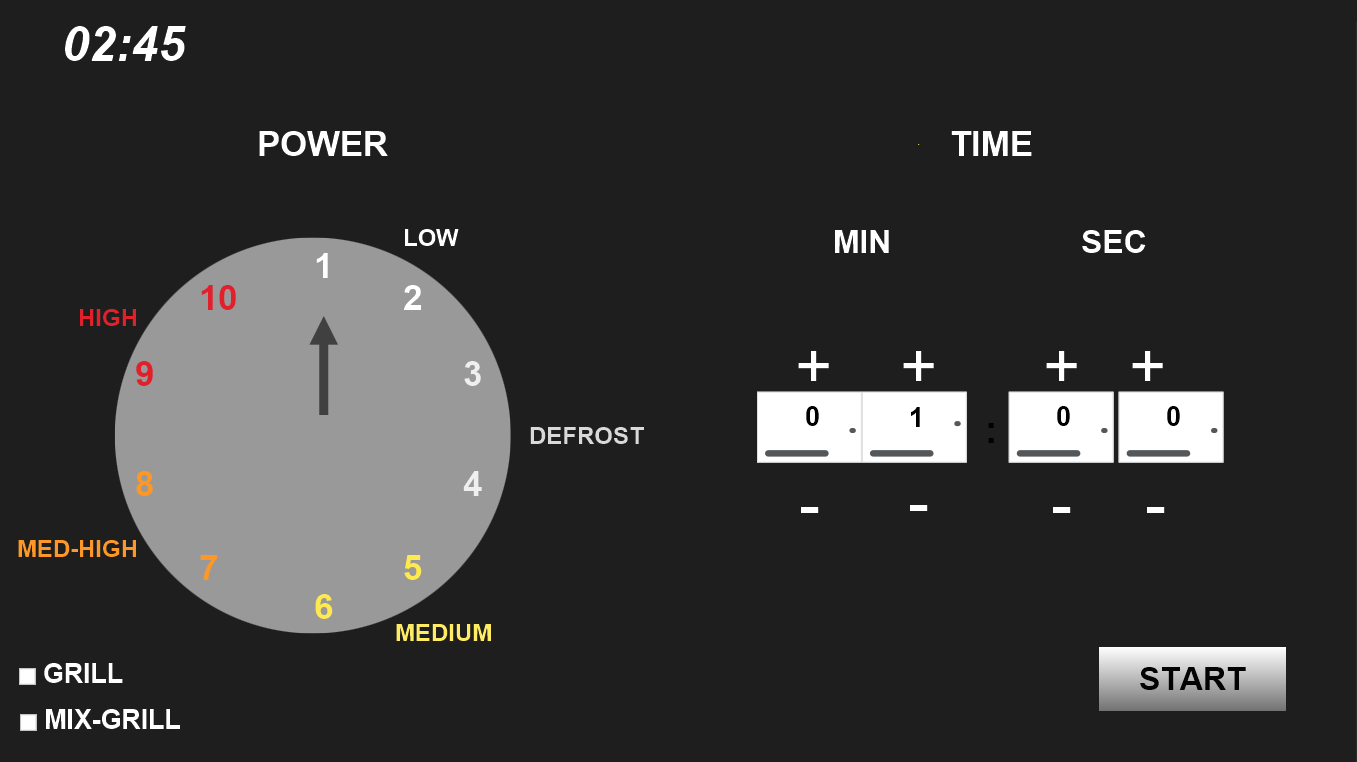 02:45
POWER
LOW
1
2
3
DEFROST
4
5
MEDIUM
6
7
MED-HIGH
8
9
HIGH
10
GRILL
MIX-GRILL
TIME
MIN SEC
+ + + +
0 1 : 0 0
- - - -
START